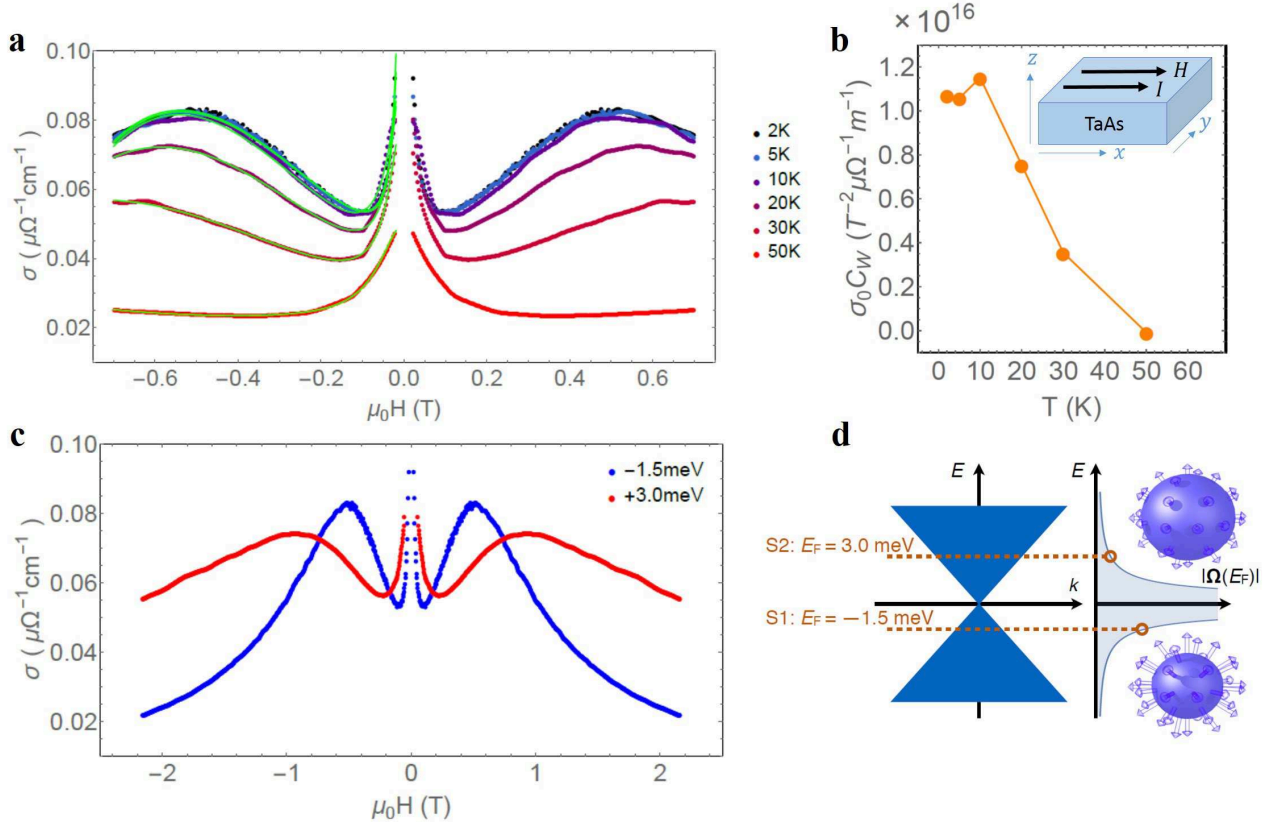 a
σ ( μΩ⁻¹cm⁻¹)
0.10
0.08
0.06
0.04
0.02
−0.6 −0.4 −0.2 0.0 0.2 0.4 0.6
μ₀H (T)
2K
5K
10K
20K
30K
50K
b
× 10¹⁶
σ₀C_W (T⁻²μΩ⁻¹m⁻¹)
1.2
1.0
0.8
0.6
0.4
0.2
0.0
0 10 20 30 40 50 60
T (K)
z
H
I
TaAs
y
x
c
σ ( μΩ⁻¹cm⁻¹)
0.10
0.08
0.06
0.04
0.02
−2 −1 0 1 2
μ₀H (T)
−1.5meV
+3.0meV
d
E E
S2: E_F = 3.0 meV
k
|Ω(E_F)|
S1: E_F = −1.5 meV